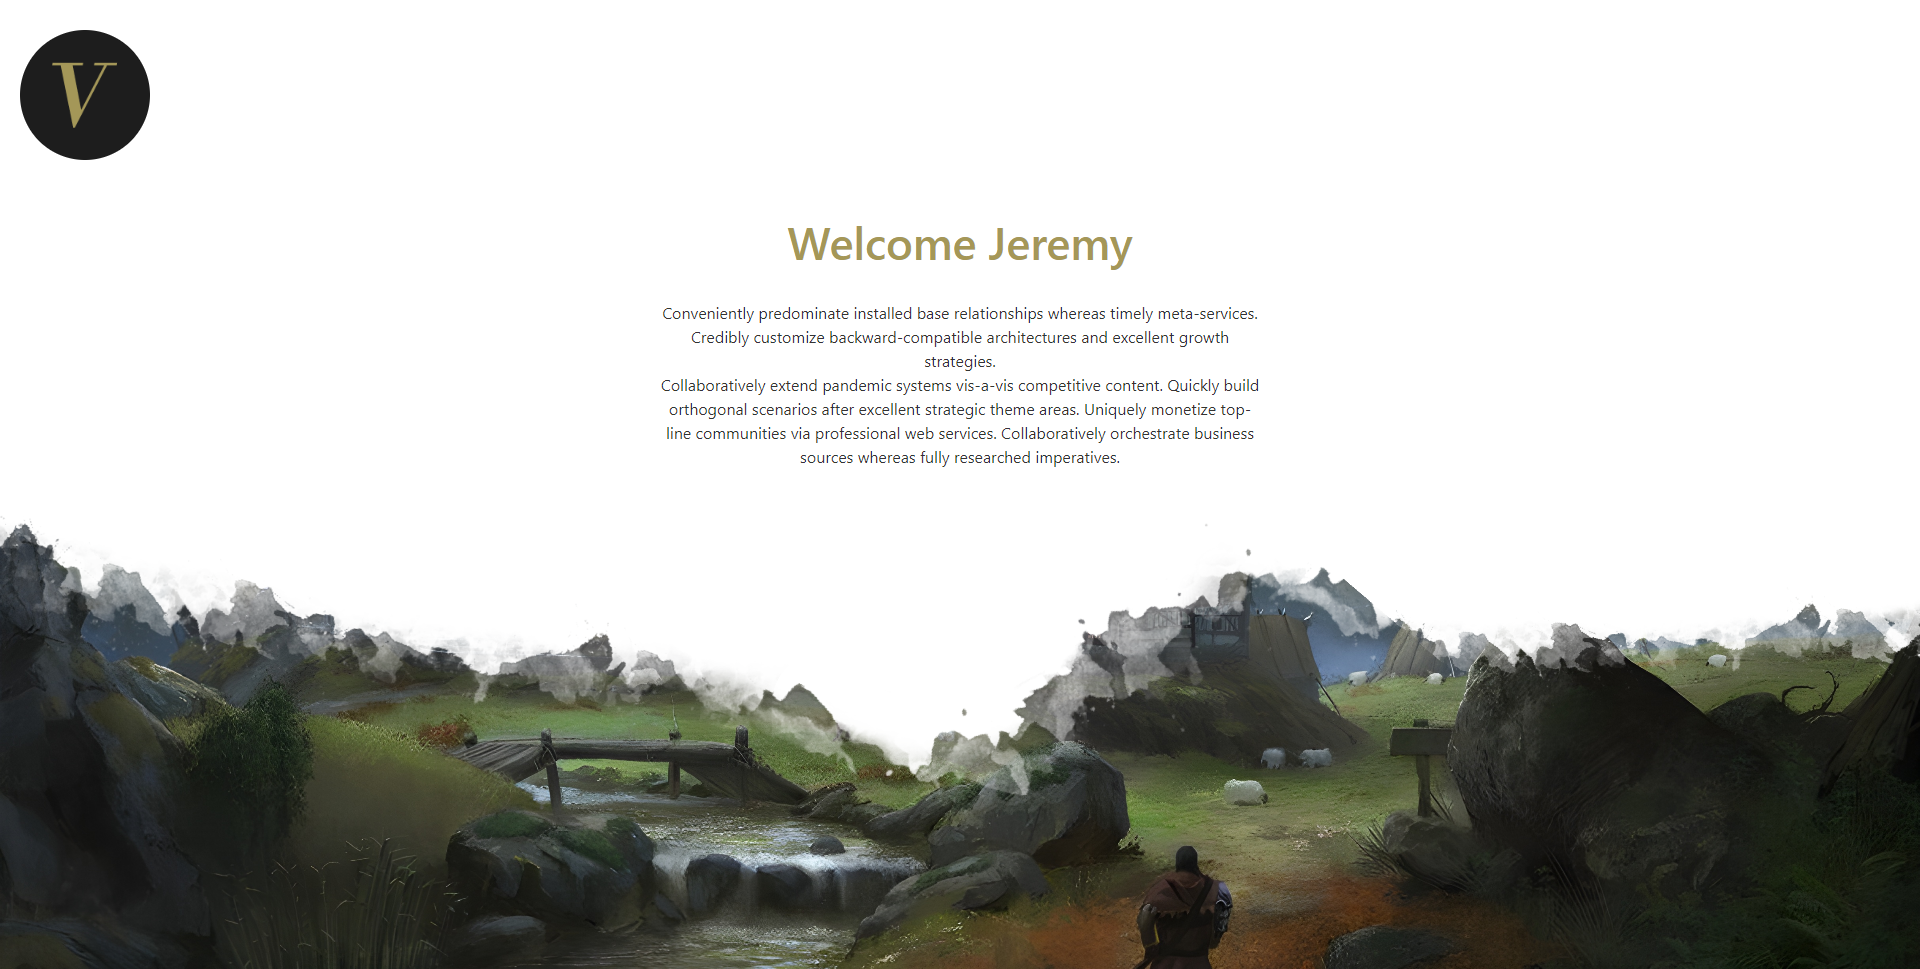 V
Welcome Jeremy
Conveniently predominate installed base relationships whereas timely meta-services.
Credibly customize backward-compatible architectures and excellent growth
strategies.
Collaboratively extend pandemic systems vis-a-vis competitive content. Quickly build
orthogonal scenarios after excellent strategic theme areas. Uniquely monetize top-
line communities via professional web services. Collaboratively orchestrate business
sources whereas fully researched imperatives.